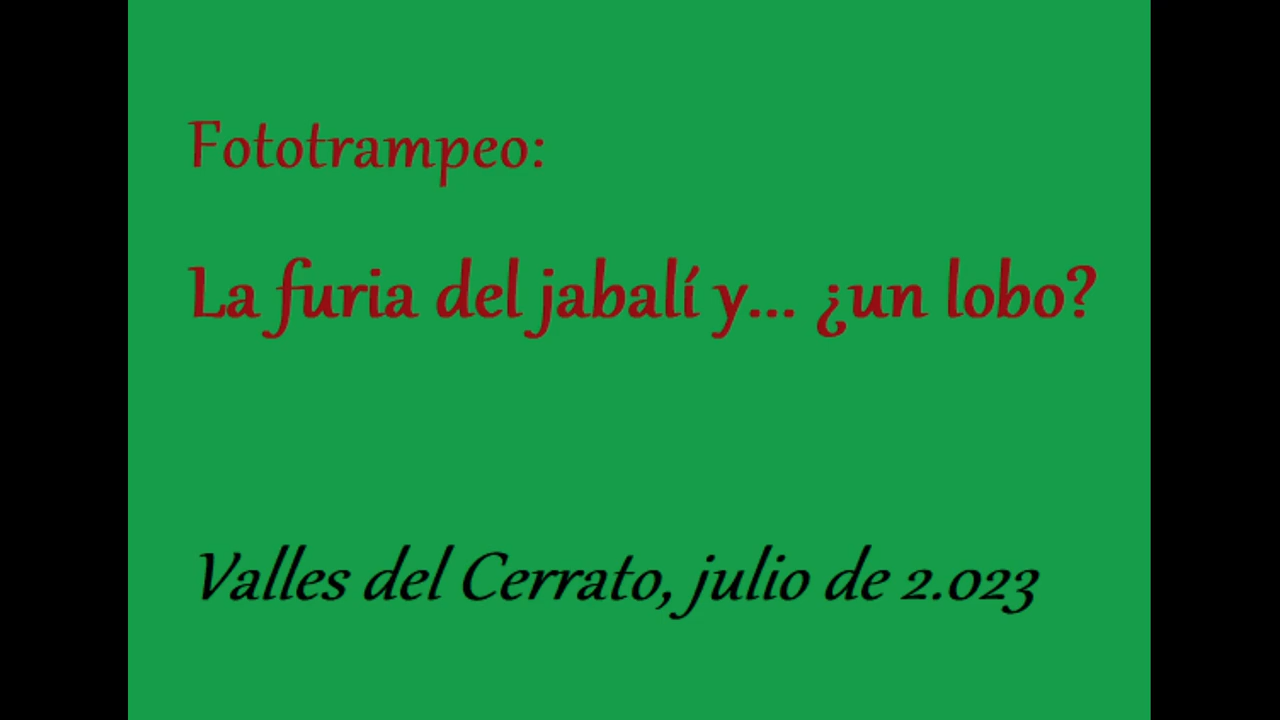 Fototrampeo:
La furia del jabalí y... ¿un lobo?
Valles del Cerrato, julio de 2.023